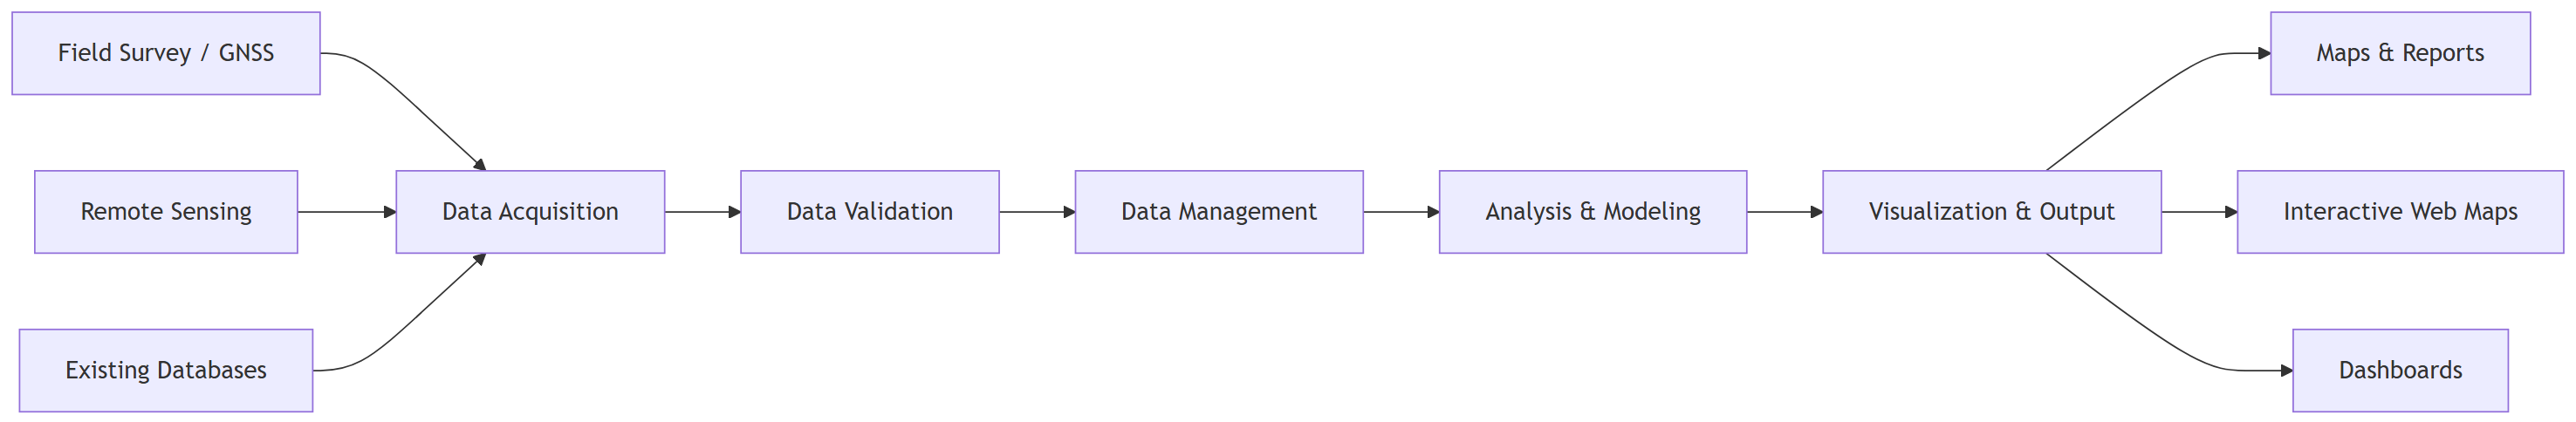 Field Survey / GNSS
Remote Sensing
Existing Databases
Data Acquisition
Data Validation
Data Management
Analysis & Modeling
Visualization & Output
Maps & Reports
Interactive Web Maps
Dashboards